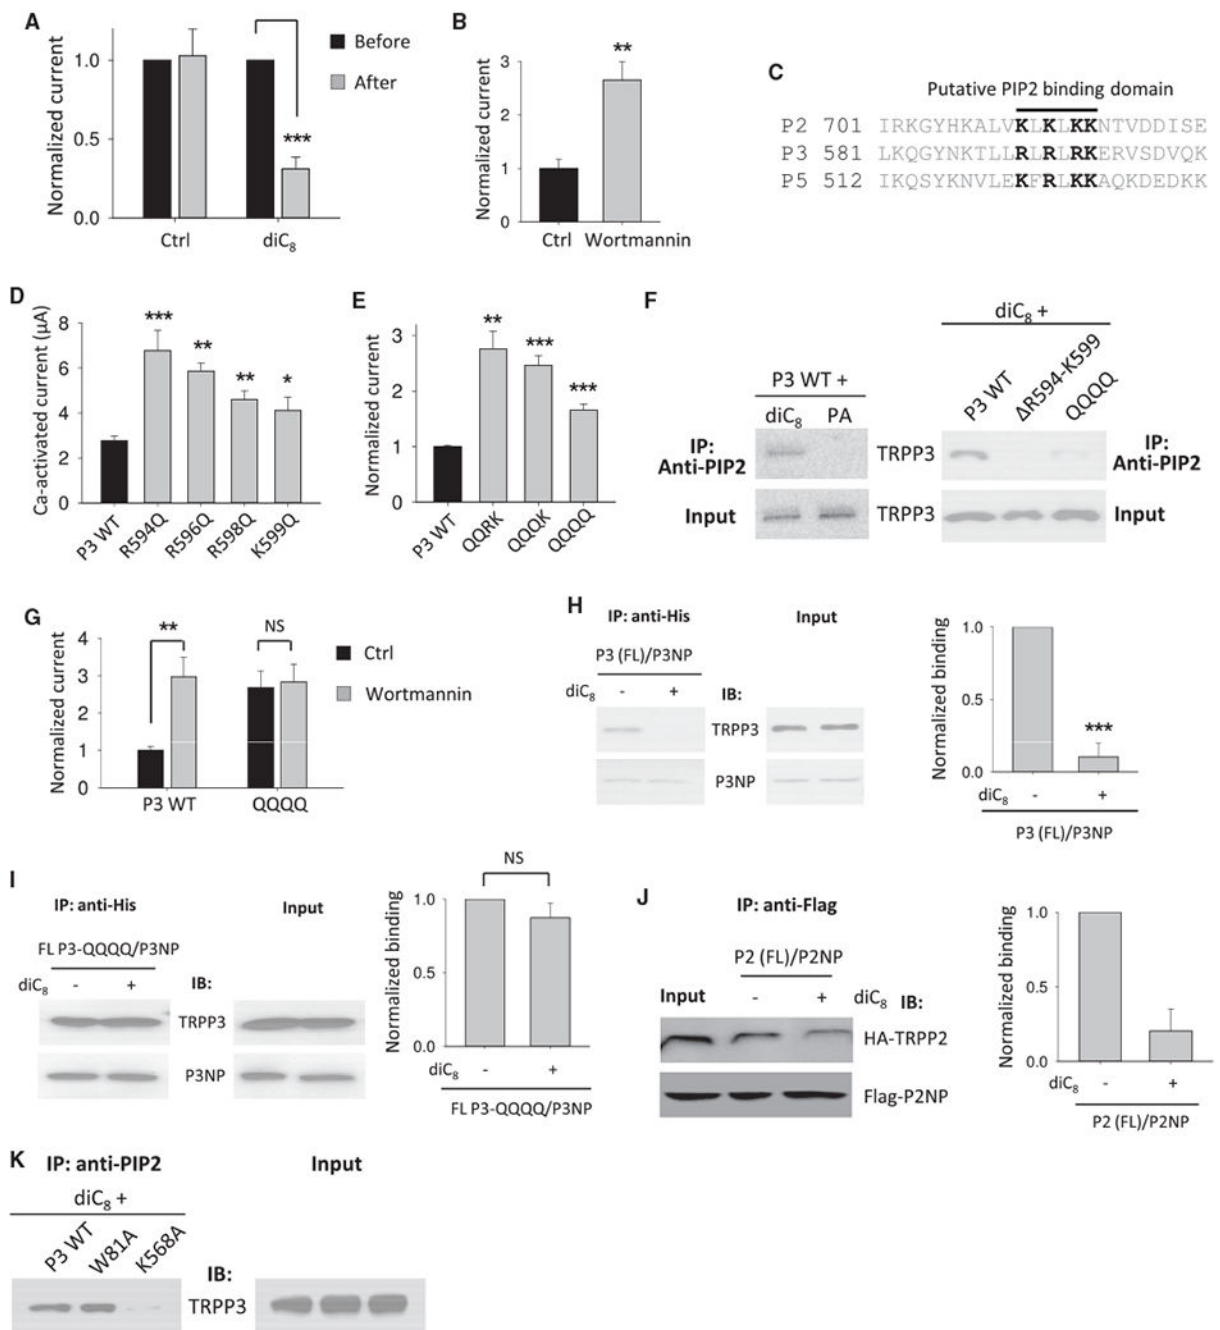 A
Normalized current
1.0
0.5
0.0
***
Ctrl
diC8
Before
After
B
Normalized current
3
2
1
0
**
Ctrl Wortmannin
C
Putative PIP2 binding domain
P2 701 IRKGYHKALVKLKLKKNTVDDISE
P3 581 LKQGYNKTLLRLRLRKERVSDVQK
P5 512 IKQSYKNVLEKFRLKKAQKDEDKK
D
Ca-activated current (µA)
8
6
4
2
0
***
**
**
*
P3 WT
R594Q
R596Q
R598Q
K599Q
E
Normalized current
3
2
1
0
**
***
***
P3 WT
QQRK
QQQK
QQQQ
F
P3 WT +
diC8 PA
IP:
Anti-PIP2
Input
TRPP3
TRPP3
diC8 +
P3 WT
ΔR594-K599
QQQQ
IP:
Anti-PIP2
Input
G
Normalized current
4
3
2
1
0
**
NS
P3 WT
QQQQ
Ctrl
Wortmannin
H
IP: anti-His
Input
P3 (FL)/P3NP
diC8 - +
IB:
TRPP3
P3NP
Normalized binding
1.0
0.5
0.0
***
diC8 - +
P3 (FL)/P3NP
I
IP: anti-His
Input
FL P3-QQQQ/P3NP
diC8 - +
IB:
TRPP3
P3NP
Normalized binding
1.0
0.5
0.0
NS
diC8 - +
FL P3-QQQQ/P3NP
J
IP: anti-Flag
P2 (FL)/P2NP
Input - + diC8 IB:
HA-TRPP2
Flag-P2NP
Normalized binding
1.0
0.5
0.0
diC8 - +
P2 (FL)/P2NP
K
IP: anti-PIP2
Input
diC8 +
P3 WT
W81A
K568A
IB:
TRPP3